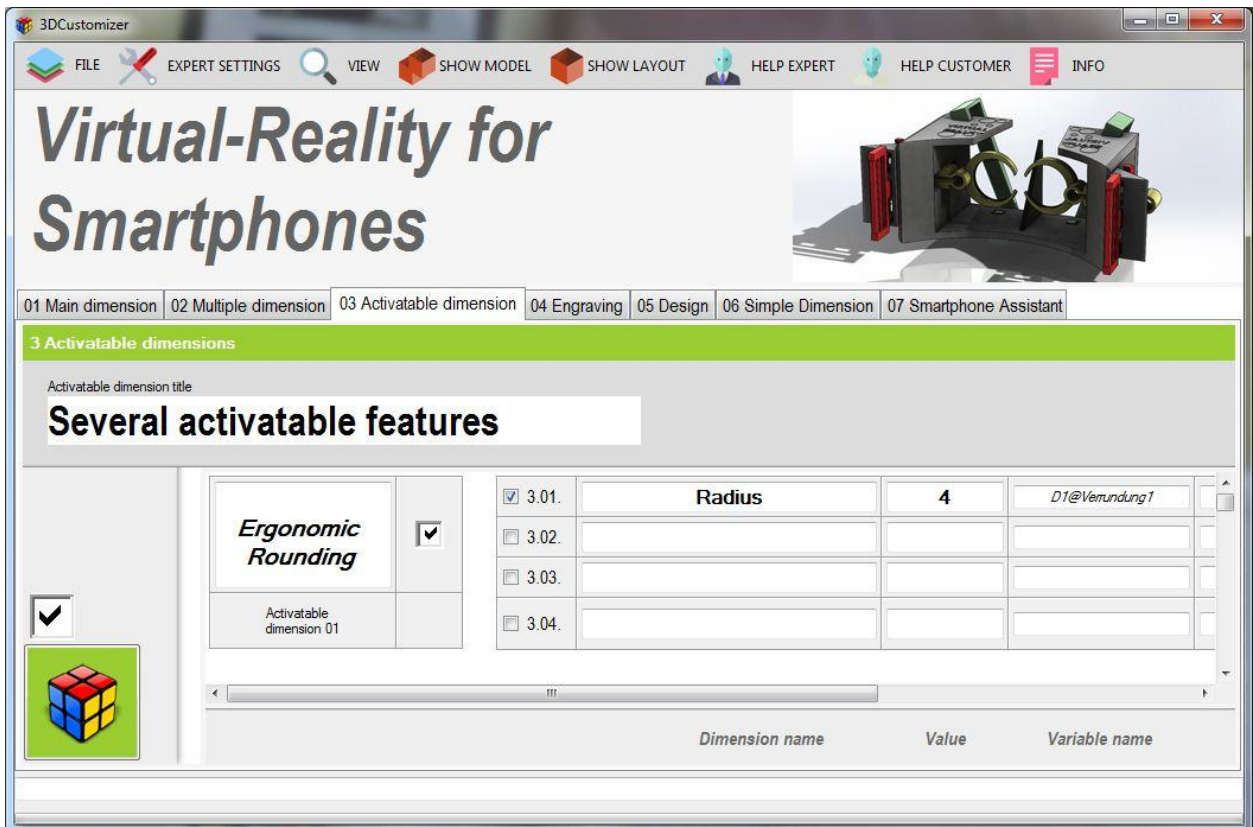 3DCustomizer
FILE EXPERT SETTINGS VIEW SHOW MODEL SHOW LAYOUT HELP EXPERT HELP CUSTOMER INFO
Virtual-Reality for
Smartphones
01 Main dimension 02 Multiple dimension 03 Activatable dimension 04 Engraving 05 Design 06 Simple Dimension 07 Smartphone Assistant
3 Activatable dimensions
Activatable dimension title
Several activatable features
Ergonomic
Rounding
Activatable
dimension 01
3.01. Radius 4 D1@Verrundung1
3.02.
3.03.
3.04.
Dimension name Value Variable name